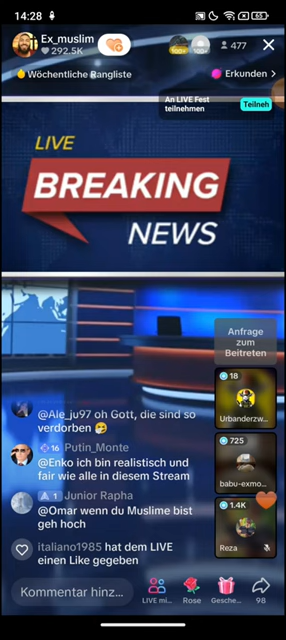 14:28
65
Ex_muslim
292.5K
100+
100+
477
Wöchentliche Rangliste
Erkunden
An LIVE Fest
teilnehmen
Teilneh
LIVE
BREAKING
NEWS
Anfrage
zum
Beitreten
18
Urbanderzw...
@Ale_ju97 oh Gott, die sind so
verdorben
16 Putin_Monte
@Enko ich bin realistisch und
fair wie alle in diesem Stream
725
babu-exmo...
1 Junior Rapha
@Omar wenn du Muslime bist
geh hoch
1.4K
Reza
italiano1985 hat dem LIVE
einen Like gegeben
Kommentar hinz...
LIVE mi...
Rose
Gesche...
98